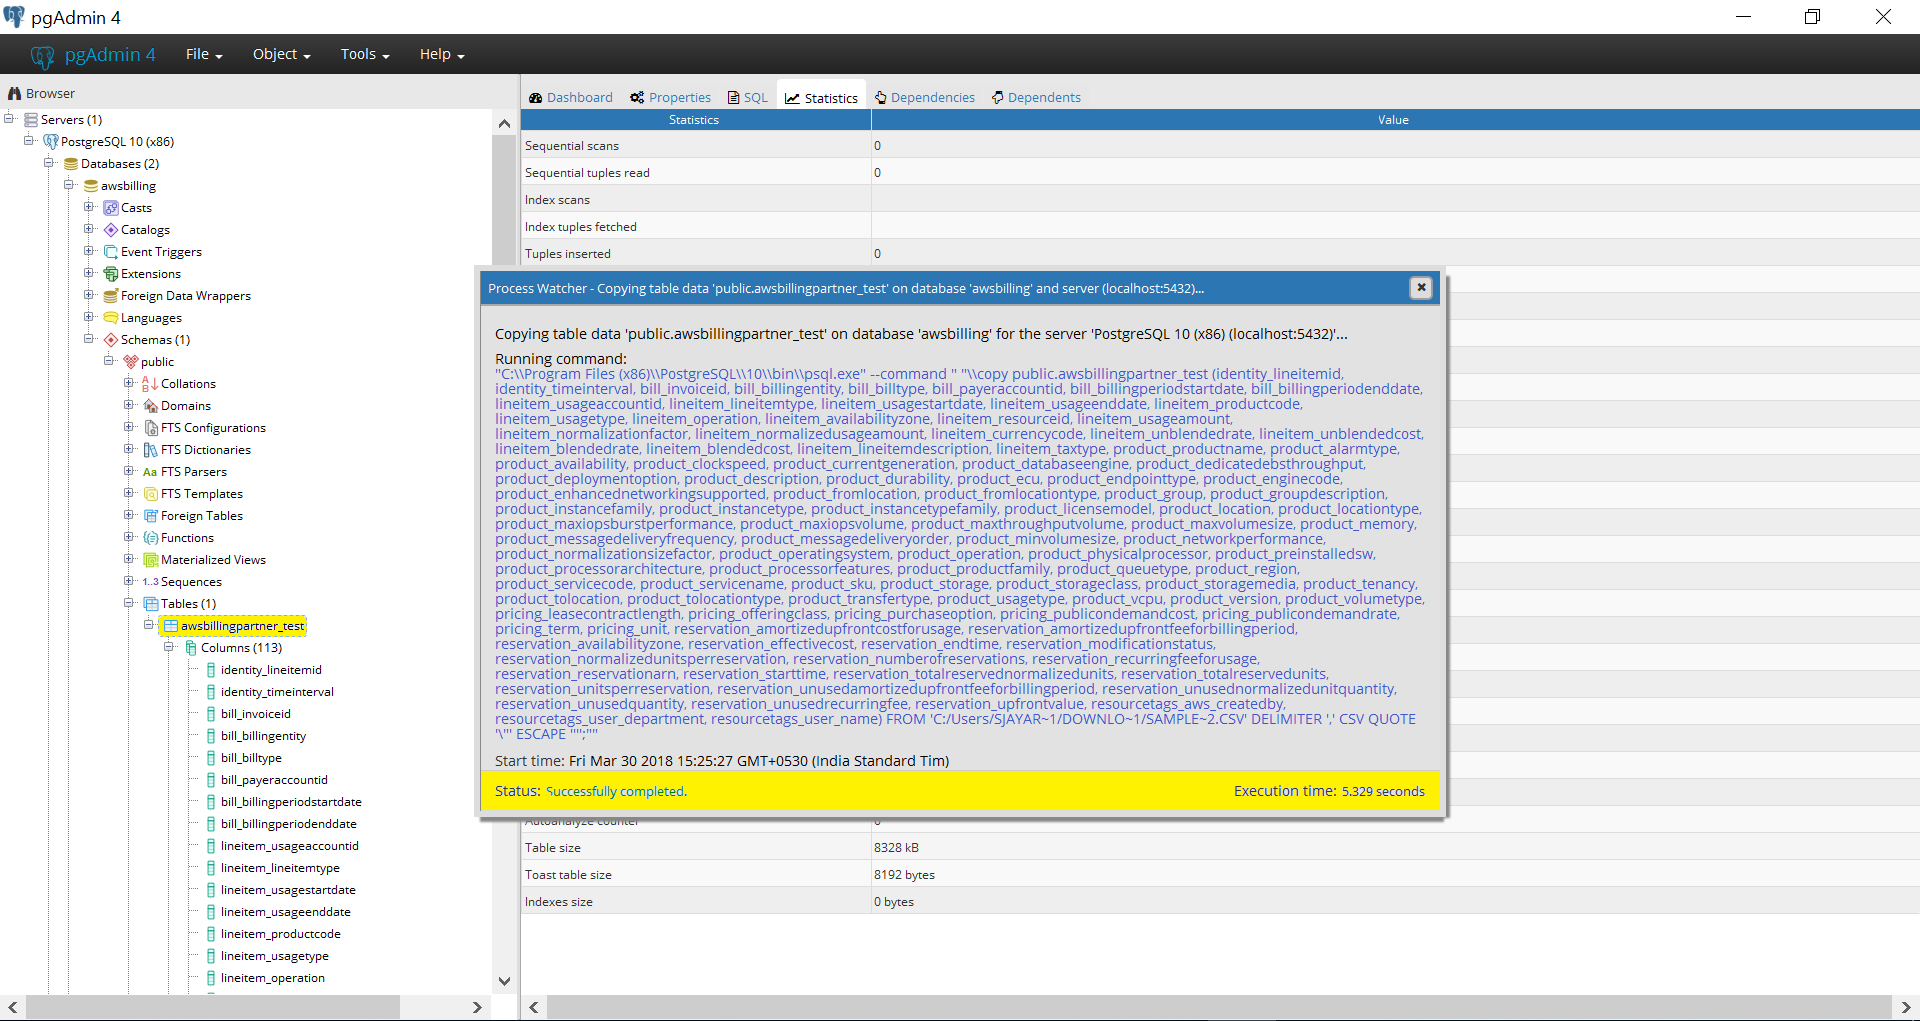 pgAdmin 4
pgAdmin 4
File
Object
Tools
Help
Browser
Servers (1)
PostgreSQL 10 (x86)
Databases (2)
awsbilling
Casts
Catalogs
Event Triggers
Extensions
Foreign Data Wrappers
Languages
Schemas (1)
public
Collations
Domains
FTS Configurations
FTS Dictionaries
Aa FTS Parsers
FTS Templates
Foreign Tables
Functions
Materialized Views
1..3 Sequences
Tables (1)
awsbillingpartner_test
Columns (113)
identity_lineitemid
identity_timeinterval
bill_invoiceid
bill_billingentity
bill_billtype
bill_payeraccountid
bill_billingperiodstartdate
bill_billingperiodenddate
lineitem_usageaccountid
lineitem_lineitemtype
lineitem_usagestartdate
lineitem_usageenddate
lineitem_productcode
lineitem_usagetype
lineitem_operation
Dashboard
Properties
SQL
Statistics
Dependencies
Dependents
Statistics Value
Sequential scans 0
Sequential tuples read 0
Index scans
Index tuples fetched
Tuples inserted 0
Process Watcher - Copying table data 'public.awsbillingpartner_test' on database 'awsbilling' and server (localhost:5432)...
Copying table data 'public.awsbillingpartner_test' on database 'awsbilling' for the server 'PostgreSQL 10 (x86) (localhost:5432)'...
Running command:
"C:\\Program Files (x86)\\PostgreSQL\\10\\bin\\psql.exe" --command " "\\copy public.awsbillingpartner_test (identity_lineitemid,
identity_timeinterval, bill_invoiceid, bill_billingentity, bill_billtype, bill_payeraccountid, bill_billingperiodstartdate, bill_billingperiodenddate,
lineitem_usageaccountid, lineitem_lineitemtype, lineitem_usagestartdate, lineitem_usageenddate, lineitem_productcode,
lineitem_usagetype, lineitem_operation, lineitem_availabilityzone, lineitem_resourceid, lineitem_usageamount,
lineitem_normalizationfactor, lineitem_normalizedusageamount, lineitem_currencycode, lineitem_unblendedrate, lineitem_unblendedcost,
lineitem_blendedrate, lineitem_blendedcost, lineitem_lineitemdescription, lineitem_taxtype, product_productname, product_alarmtype,
product_availability, product_clockspeed, product_currentgeneration, product_databaseengine, product_dedicatedebsthroughput,
product_deploymentoption, product_description, product_durability, product_ecu, product_endpointtype, product_enginecode,
product_enhancednetworkingsupported, product_fromlocation, product_fromlocationtype, product_group, product_groupdescription,
product_instancefamily, product_instancetype, product_instancetypefamily, product_licensemodel, product_location, product_locationtype,
product_maxiopsburstperformance, product_maxiopsvolume, product_maxthroughputvolume, product_maxvolumesize, product_memory,
product_messagedeliveryfrequency, product_messagedeliveryorder, product_minvolumesize, product_networkperformance,
product_normalizationsizefactor, product_operatingsystem, product_operation, product_physicalprocessor, product_preinstalledsw,
product_processorarchitecture, product_processorfeatures, product_productfamily, product_queuetype, product_region,
product_servicecode, product_servicename, product_sku, product_storage, product_storageclass, product_storagemedia, product_tenancy,
product_tolocation, product_tolocationtype, product_transfertype, product_usagetype, product_vcpu, product_version, product_volumetype,
pricing_leasecontractlength, pricing_offeringclass, pricing_purchaseoption, pricing_publicondemandcost, pricing_publicondemandrate,
pricing_term, pricing_unit, reservation_amortizedupfrontcostforusage, reservation_amortizedupfrontfeeforbillingperiod,
reservation_availabilityzone, reservation_effectivecost, reservation_endtime, reservation_modificationstatus,
reservation_normalizedunitsperreservation, reservation_numberofreservations, reservation_recurringfeeforusage,
reservation_reservationarn, reservation_starttime, reservation_totalreservednormalizedunits, reservation_totalreservedunits,
reservation_unitsperreservation, reservation_unusedamortizedupfrontfeeforbillingperiod, reservation_unusednormalizedunitquantity,
reservation_unusedquantity, reservation_unusedrecurringfee, reservation_upfrontvalue, resourcetags_aws_createdby,
resourcetags_user_department, resourcetags_user_name) FROM 'C:/Users/SJAYAR~1/DOWNLO~1/SAMPLE~2.CSV' DELIMITER ',' CSV QUOTE
'\"' ESCAPE '"';""
Start time: Fri Mar 30 2018 15:25:27 GMT+0530 (India Standard Tim)
Status: Successfully completed. Execution time: 5.329 seconds
Autoanalyze counter 0
Table size 8328 kB
Toast table size 8192 bytes
Indexes size 0 bytes